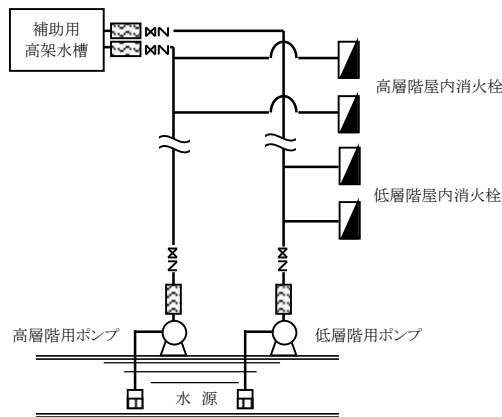 補助用
高架水槽
高層階屋内消火栓
低層階屋内消火栓
高層階用ポンプ
低層階用ポンプ
水 源